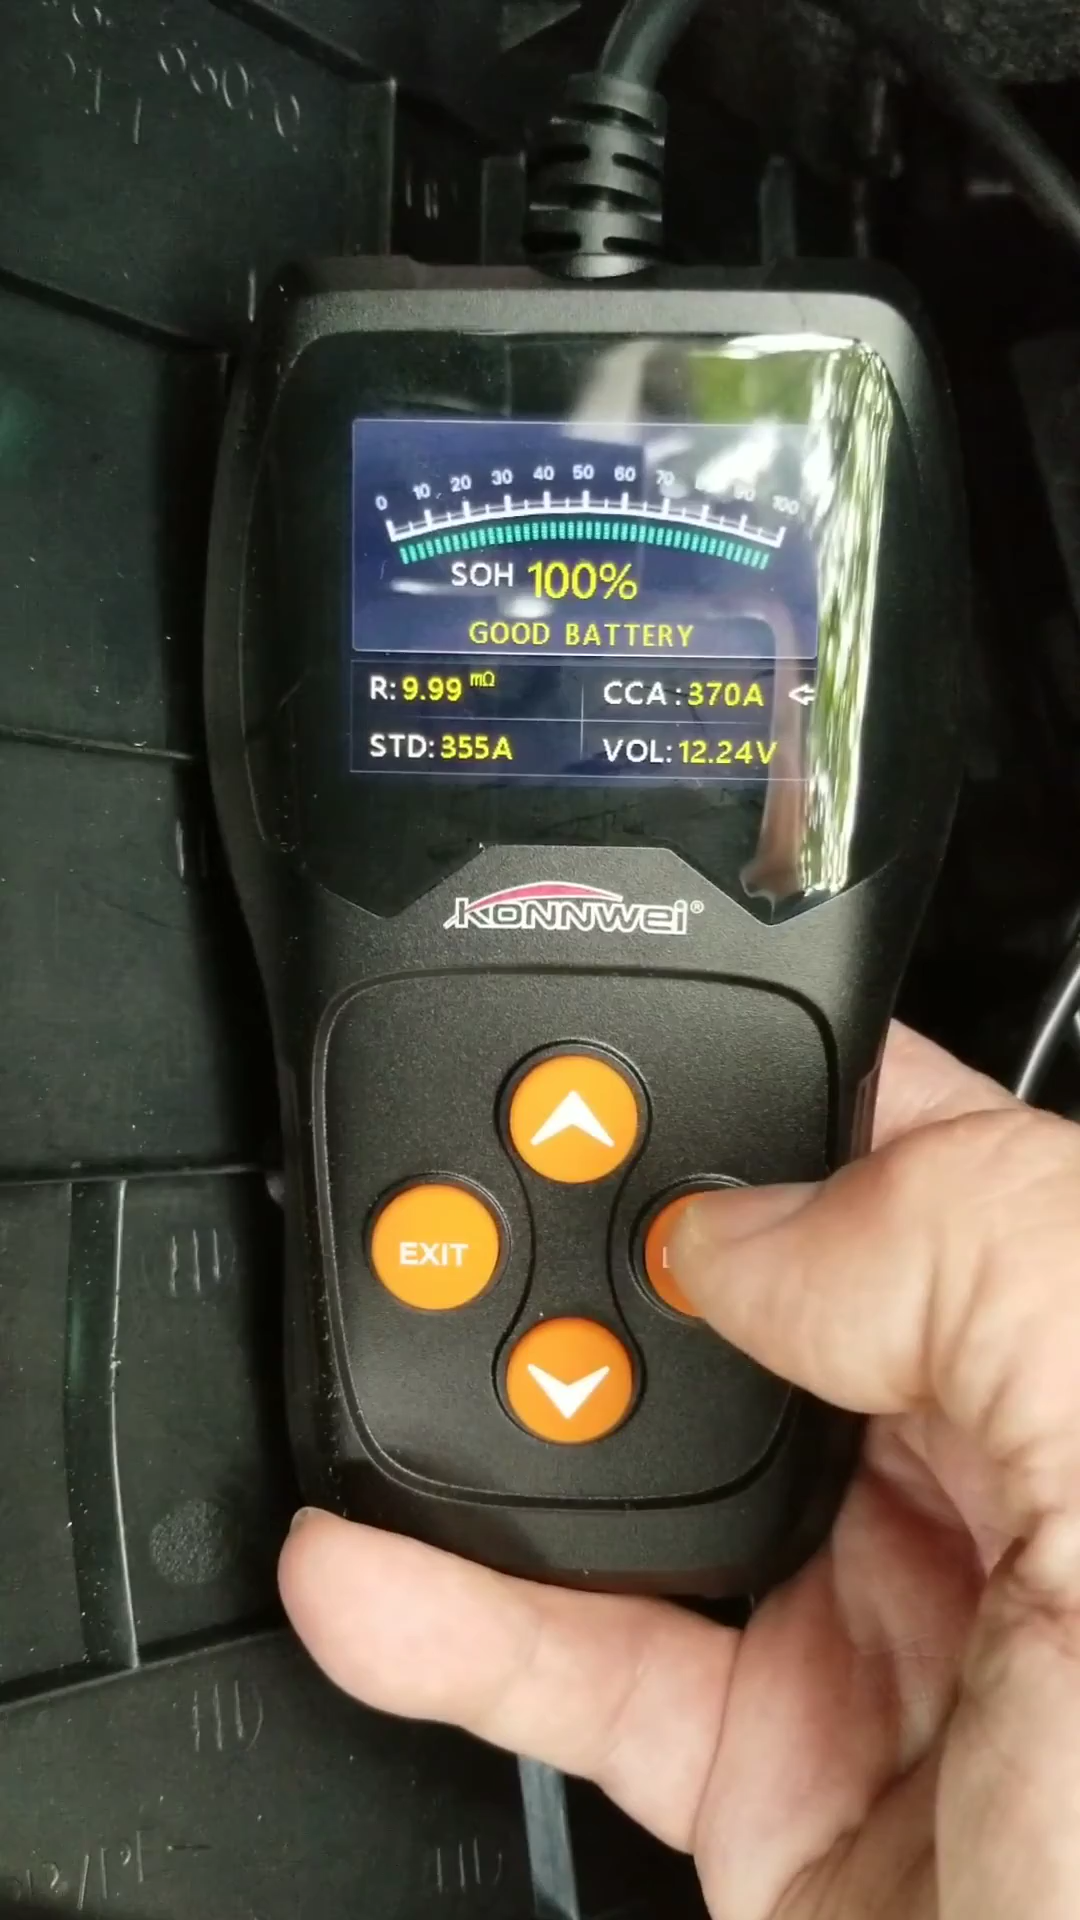 0 10 20 30 40 50 60 70 80 90 100
SOH 100%
GOOD BATTERY
R: 9.99 mΩ CCA: 370A
STD: 355A VOL: 12.24V
KONNWEI®
EXIT